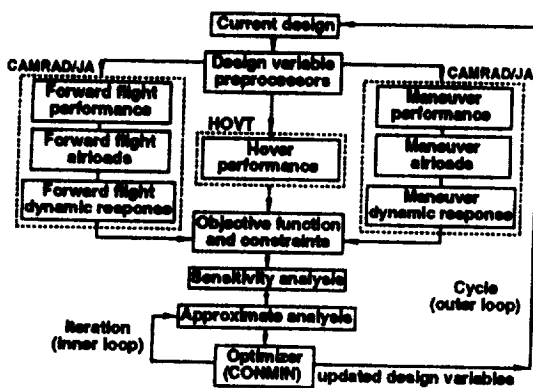 Current design
CAMRAD/JA
Design variable
preprocessors
CAMRAD/JA
Forward flight
performance
Forward flight
airloads
Forward flight
dynamic response
HOVT
Hover
performance
Maneuver
performance
Maneuver
airloads
Maneuver
dynamic response
Objective function
and constraints
Sensitivity analysis
Approximate analysis
Iteration
(inner loop)
Optimizer
(CONMIN)
Cycle
(outer loop)
updated design variables